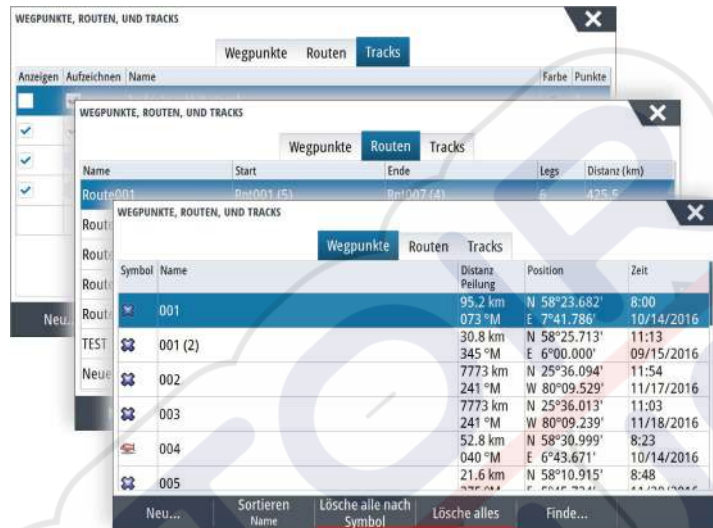 WEGPUNKTE, ROUTEN, UND TRACKS
Wegpunkte Routen Tracks
Anzeigen Aufzeichnen Name Farbe Punkte
Neu...
WEGPUNKTE, ROUTEN, UND TRACKS
Wegpunkte Routen Tracks
Name Start Ende Legs Distanz (km)
Route001 Rpt001 (5) Rpt007 (4) 6 425.5
TEST
WEGPUNKTE, ROUTEN, UND TRACKS
Wegpunkte Routen Tracks
Symbol Name Distanz Position Zeit
Peilung
001 95.2 km N 58°23.682' 8:00
073 °M E 7°41.786' 10/14/2016
001 (2) 30.8 km N 58°25.713' 11:13
345 °M E 6°00.000' 09/15/2016
002 7773 km N 25°36.094' 11:54
241 °M W 80°09.529' 11/17/2016
003 7773 km N 25°36.013' 11:03
241 °M W 80°09.239' 11/18/2016
004 52.8 km N 58°30.999' 8:23
040 °M E 6°43.671' 10/14/2016
005 21.6 km N 58°10.915' 8:48
Neu... Sortieren Lösche alle nach Lösche alles Finde...
Name Symbol